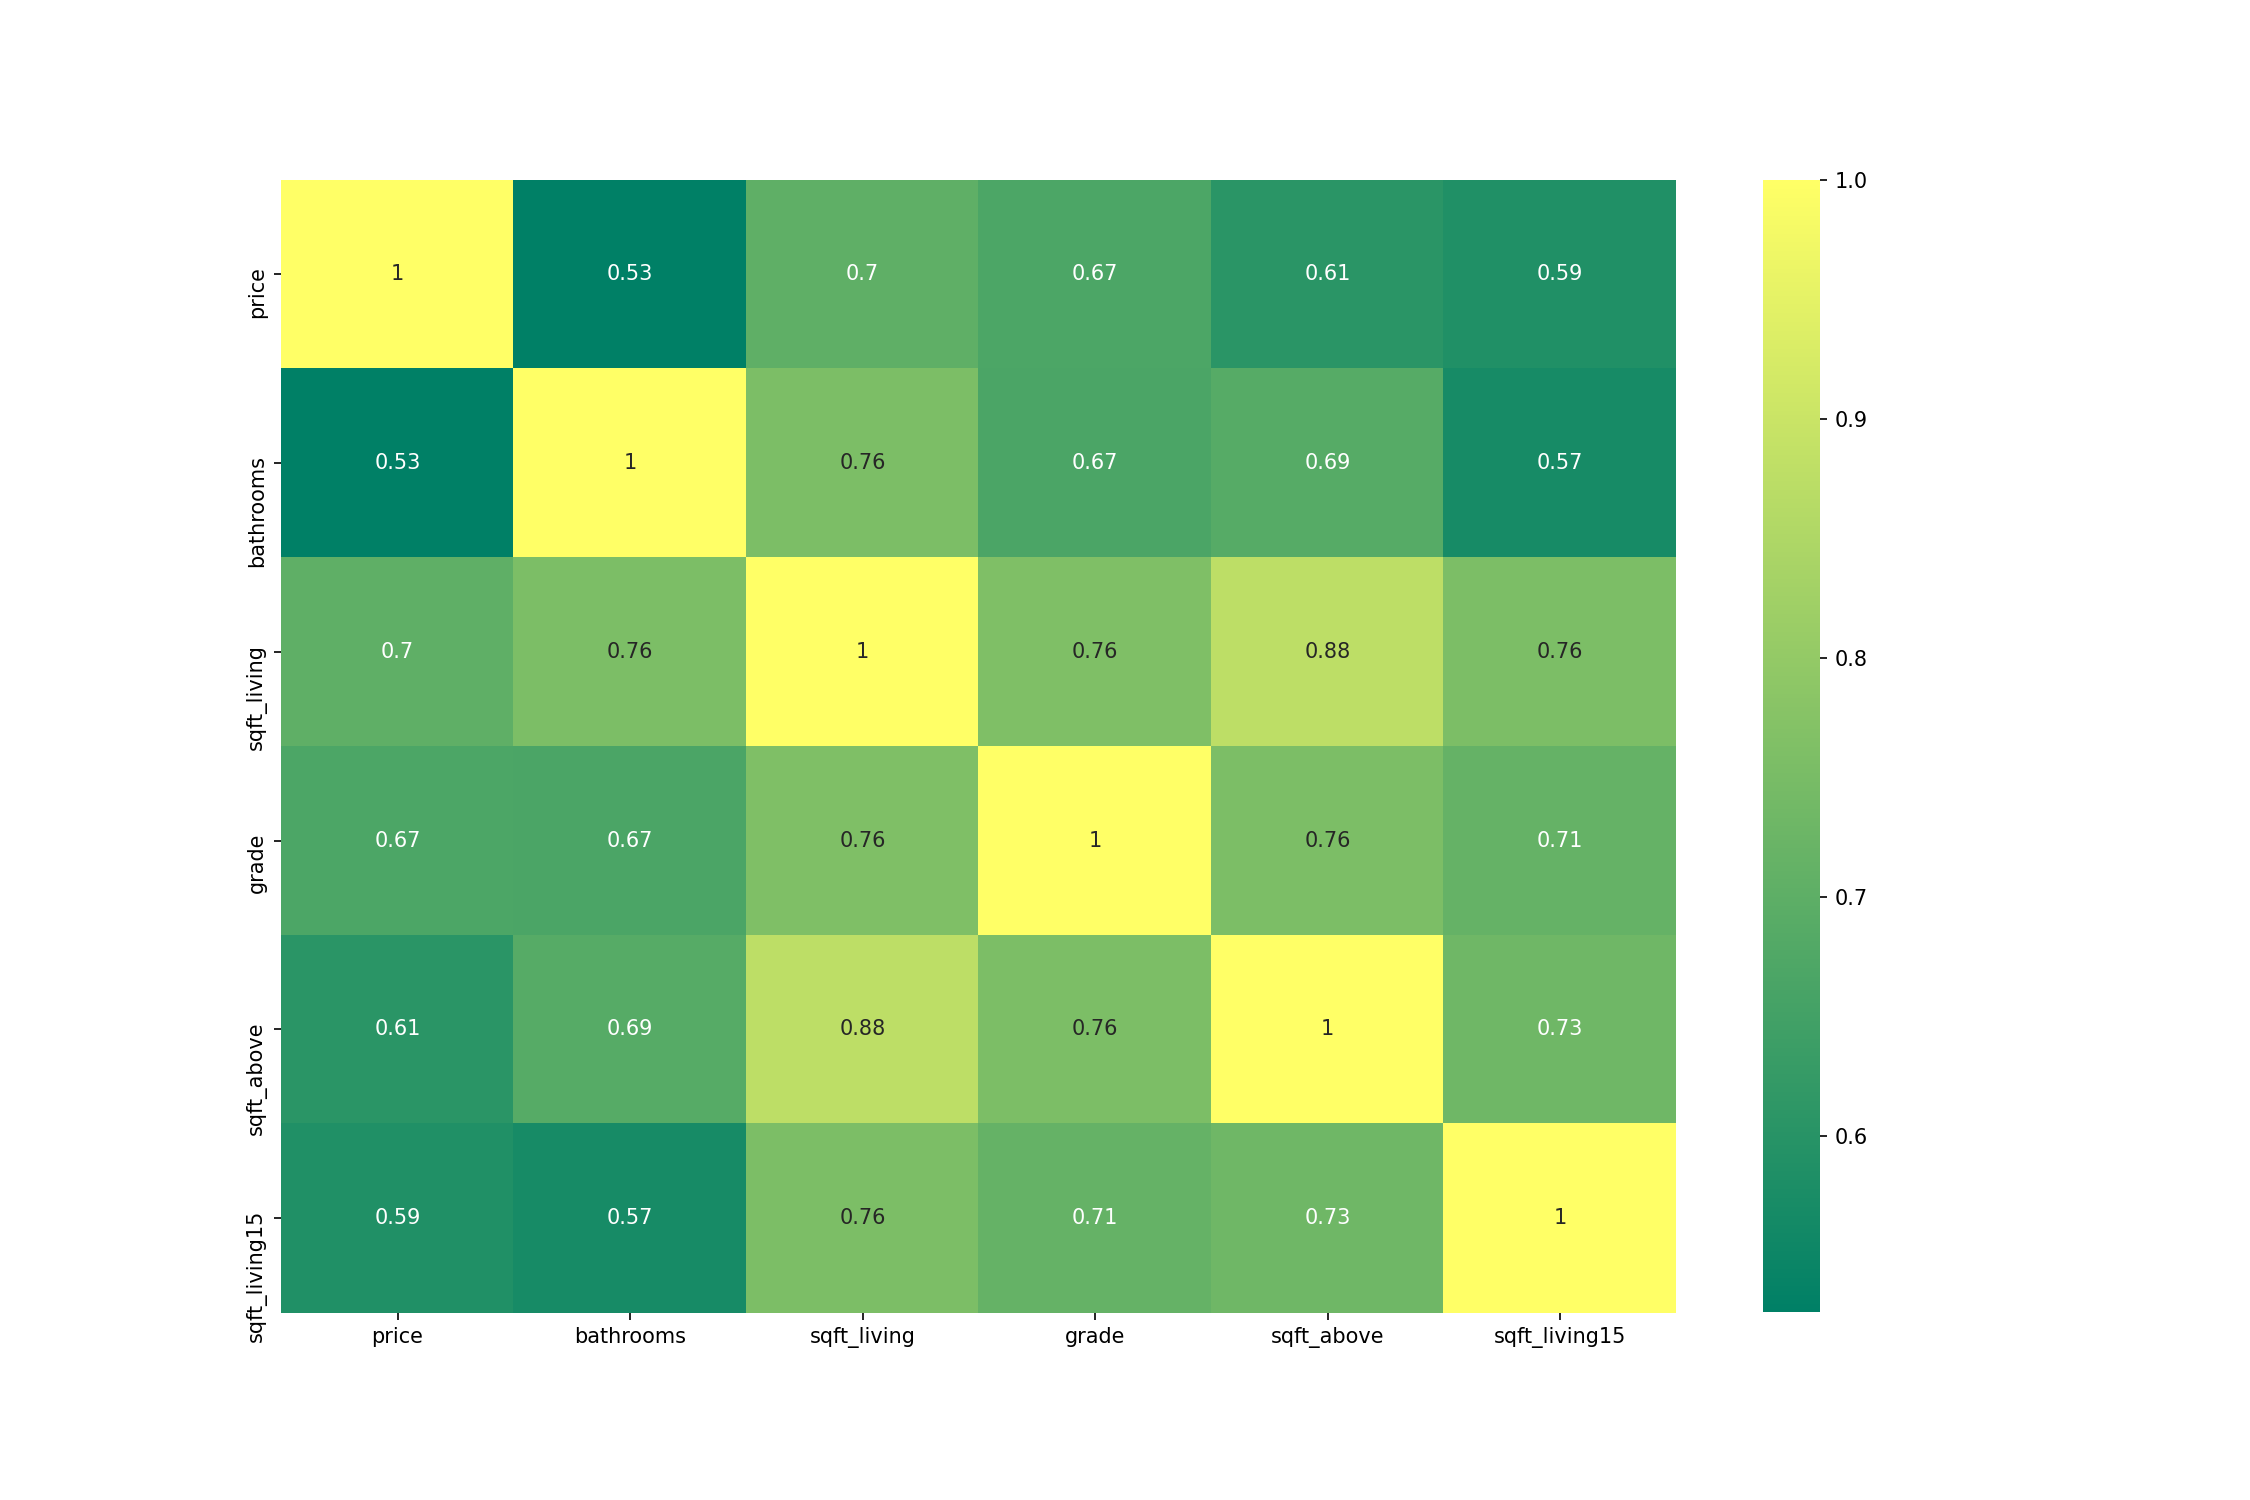 price 1 0.53 0.7 0.67 0.61 0.59
bathrooms 0.53 1 0.76 0.67 0.69 0.57
sqft_living 0.7 0.76 1 0.76 0.88 0.76
grade 0.67 0.67 0.76 1 0.76 0.71
sqft_above 0.61 0.69 0.88 0.76 1 0.73
sqft_living15 0.59 0.57 0.76 0.71 0.73 1
price bathrooms sqft_living grade sqft_above sqft_living15
1.0
0.9
0.8
0.7
0.6